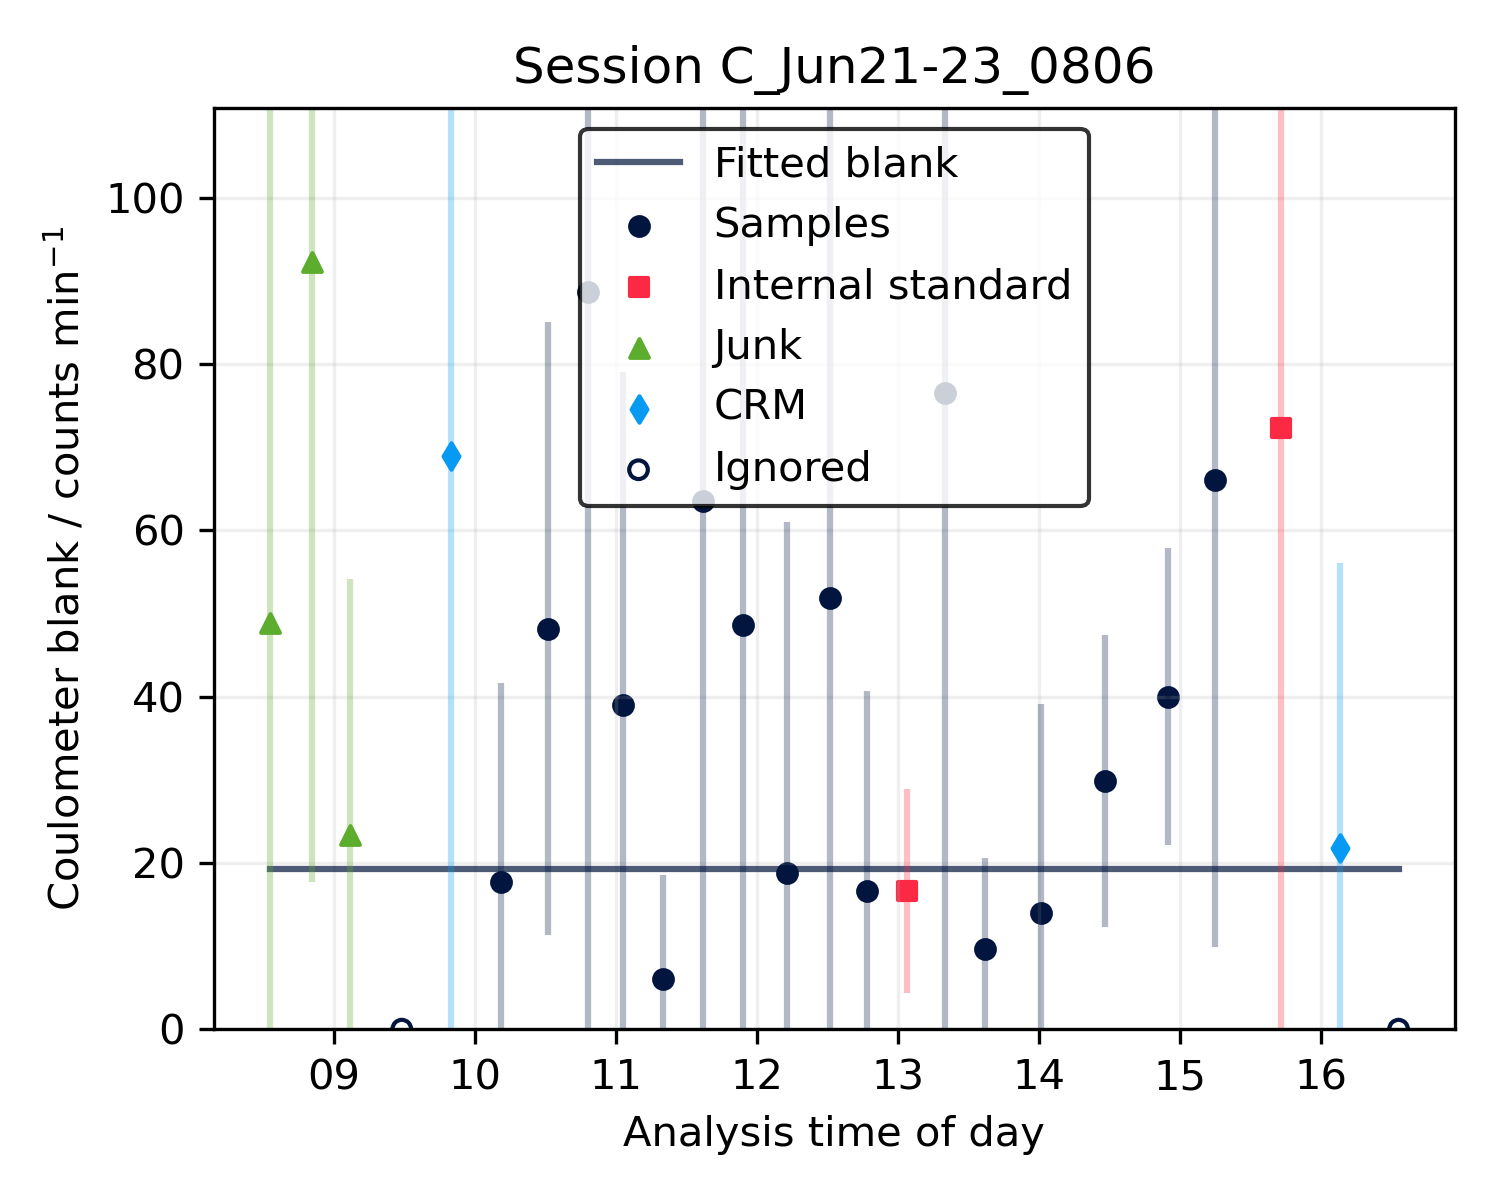 Session C_Jun21-23_0806
Coulometer blank / counts min⁻¹
100
80
60
40
20
0
Fitted blank
Samples
Internal standard
Junk
CRM
Ignored
09 10 11 12 13 14 15 16
Analysis time of day